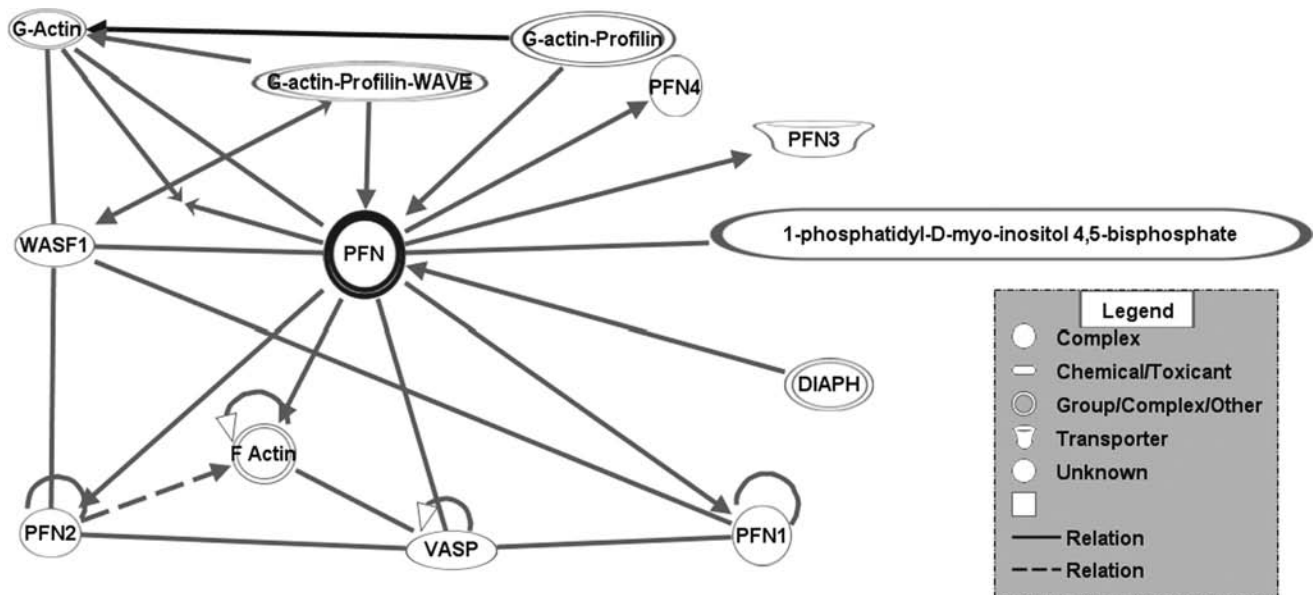 G-Actin
G-actin-Profilin
G-actin-Profilin-WAVE
PFN4
PFN3
WASF1
PFN
1-phosphatidyl-D-myo-inositol 4,5-bisphosphate
DIAPH
F Actin
PFN2
VASP
PFN1
Legend
Complex
Chemical/Toxicant
Group/Complex/Other
Transporter
Unknown
Relation
Relation